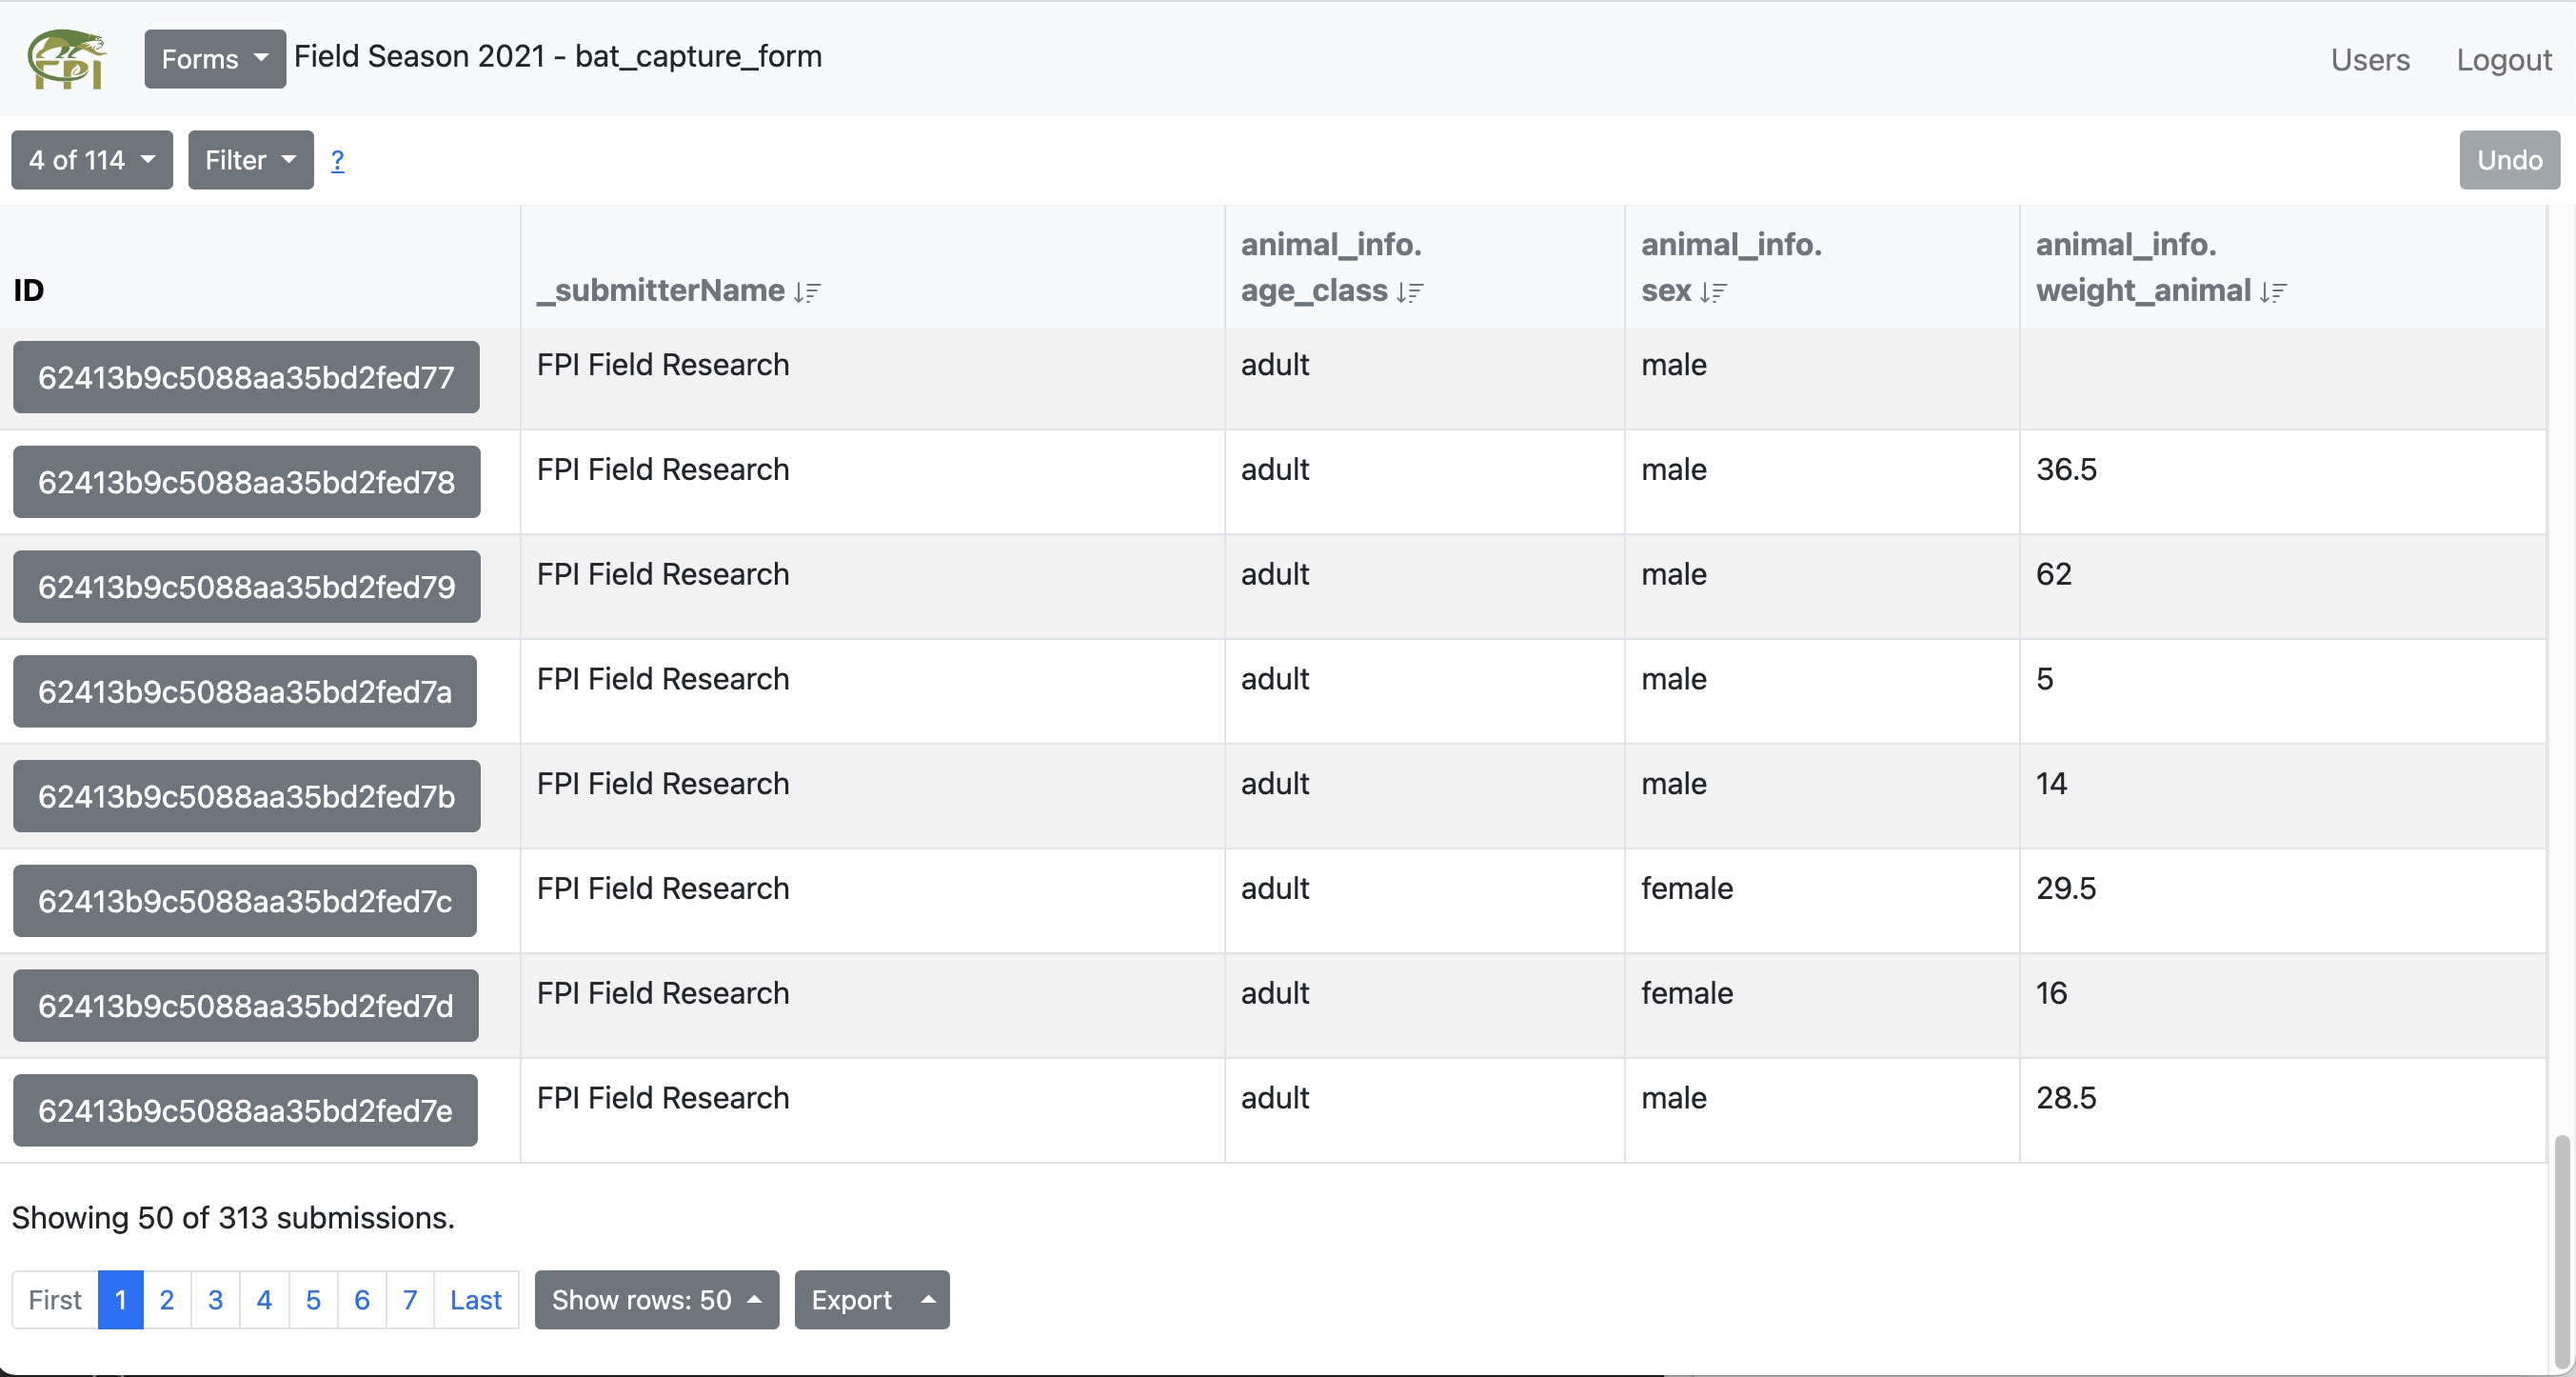 FPI
Forms Field Season 2021 - bat_capture_form Users Logout
4 of 114 Filter ? Undo
ID _submitterName animal_info.age_class animal_info.sex animal_info.weight_animal
62413b9c5088aa35bd2fed77 FPI Field Research adult male
62413b9c5088aa35bd2fed78 FPI Field Research adult male 36.5
62413b9c5088aa35bd2fed79 FPI Field Research adult male 62
62413b9c5088aa35bd2fed7a FPI Field Research adult male 5
62413b9c5088aa35bd2fed7b FPI Field Research adult male 14
62413b9c5088aa35bd2fed7c FPI Field Research adult female 29.5
62413b9c5088aa35bd2fed7d FPI Field Research adult female 16
62413b9c5088aa35bd2fed7e FPI Field Research adult male 28.5
Showing 50 of 313 submissions.
First 1 2 3 4 5 6 7 Last Show rows: 50 Export